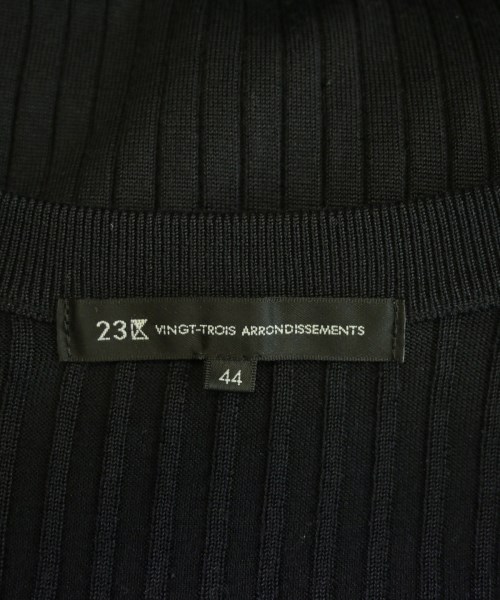 23区 VINGT-TROIS ARRONDISSEMENTS
44